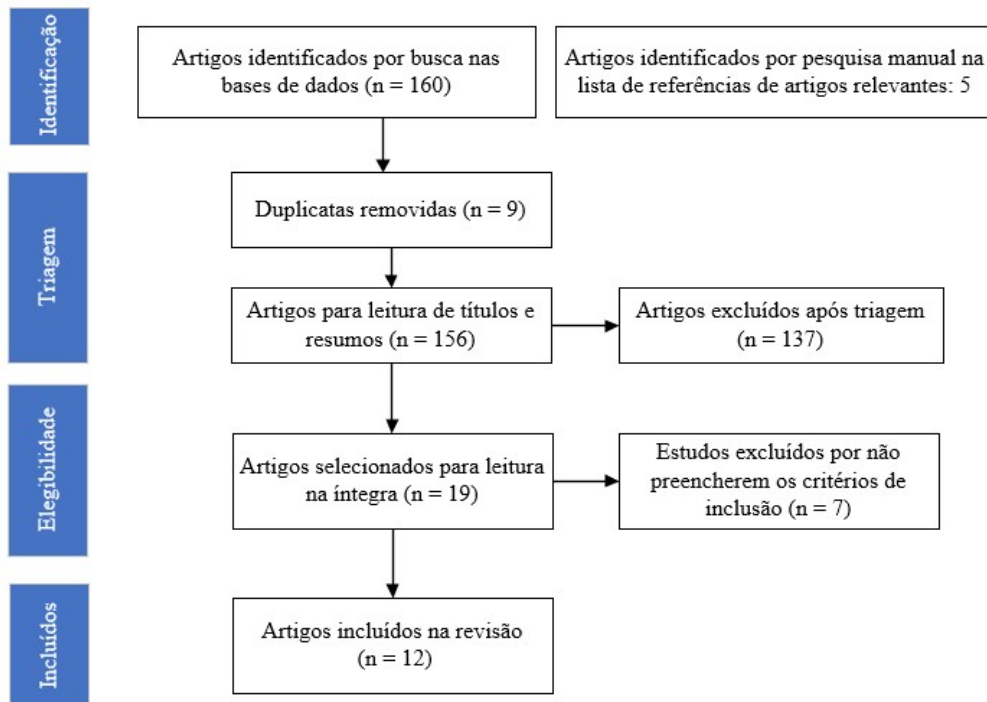 Identificação
Artigos identificados por busca nas
bases de dados (n = 160)
Artigos identificados por pesquisa manual na
lista de referências de artigos relevantes: 5
Triagem
Duplicatas removidas (n = 9)
Artigos para leitura de títulos e
resumos (n = 156)
Artigos excluídos após triagem
(n = 137)
Elegibilidade
Artigos selecionados para leitura
na íntegra (n = 19)
Estudos excluídos por não
preencherem os critérios de
inclusão (n = 7)
Incluídos
Artigos incluídos na revisão
(n = 12)